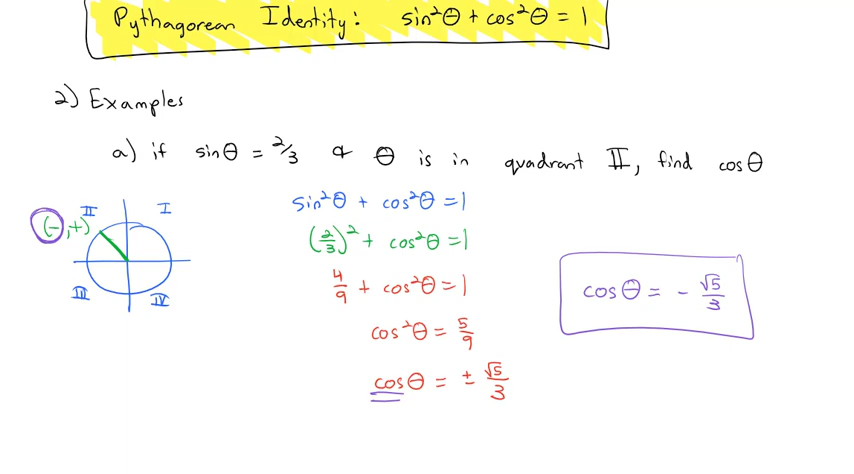 Pythagorean Identity: sin²θ + cos²θ = 1
2) Examples
a) if sinθ = 2/3 & θ is in quadrant II, find cosθ
sin²θ + cos²θ = 1
(-,+) II I
(2/3)² + cos²θ = 1
4/9 + cos²θ = 1
III IV
cos²θ = 5/9
cosθ = ± √5/3
cosθ = - √5/3